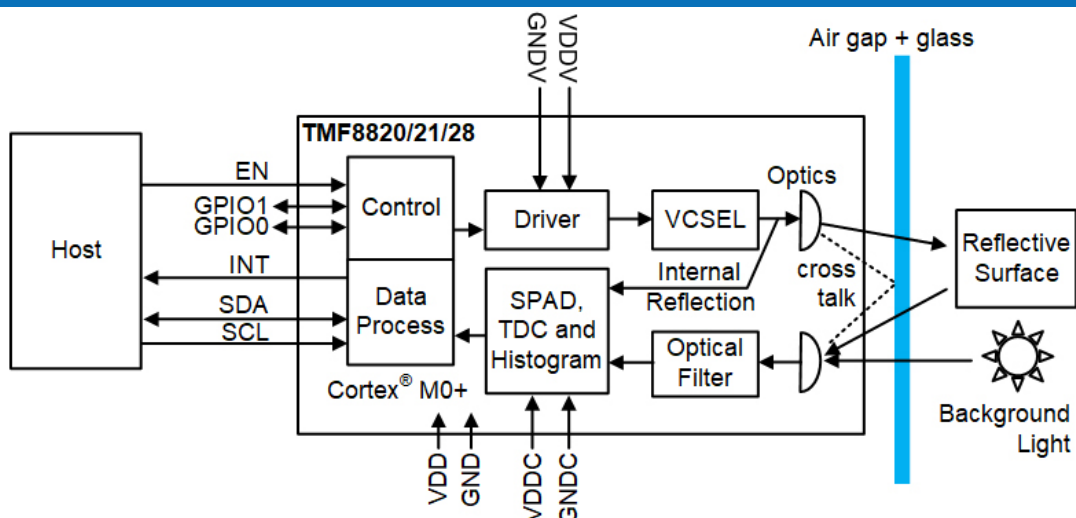 GNDV
VDDV
Air gap + glass
TMF8820/21/28
EN
GPIO1
GPIO0
Control
Driver
VCSEL
Optics
Host
Reflective
Surface
INT
Internal
Reflection
cross
talk
SDA
SCL
Data
Process
SPAD,
TDC and
Histogram
Optical
Filter
Cortex® M0+
Background
Light
VDD
GND
VDDC
GNDC